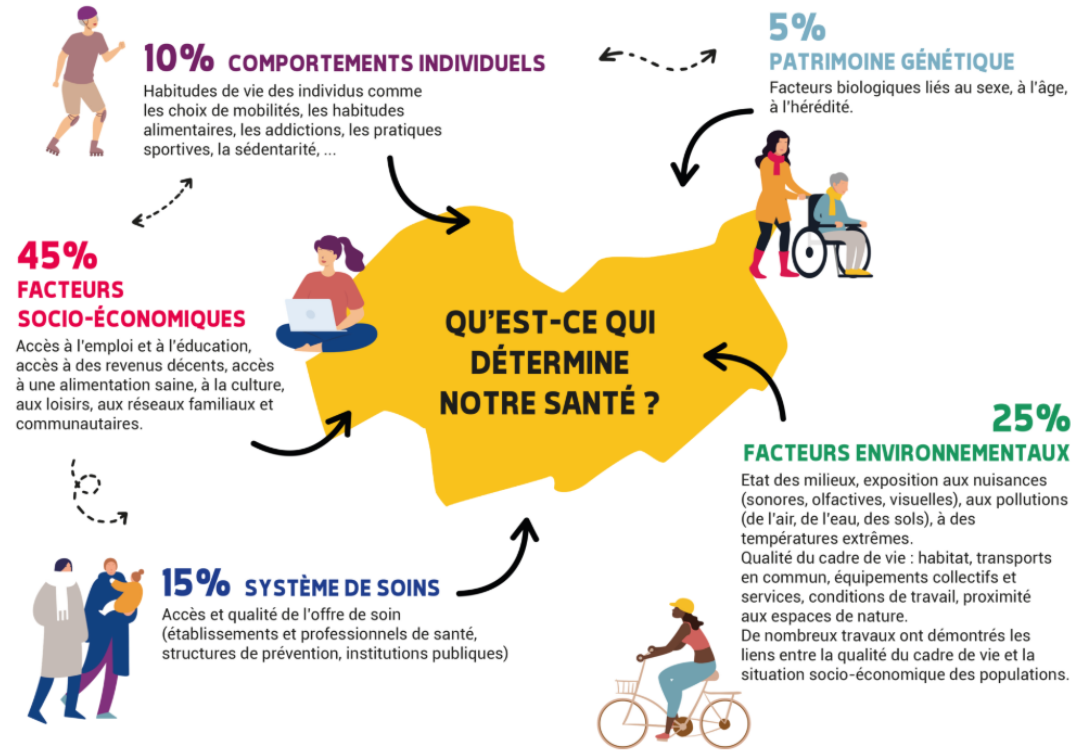 10% COMPORTEMENTS INDIVIDUELS
Habitudes de vie des individus comme
les choix de mobilités, les habitudes
alimentaires, les addictions, les pratiques
sportives, la sédentarité, ...
5%
PATRIMOINE GÉNÉTIQUE
Facteurs biologiques liés au sexe, à l'âge,
à l'hérédité.
45%
FACTEURS
SOCIO-ÉCONOMIQUES
Accès à l'emploi et à l'éducation,
accès à des revenus décents, accès
à une alimentation saine, à la culture,
aux loisirs, aux réseaux familiaux et
communautaires.
QU'EST-CE QUI
DÉTERMINE
NOTRE SANTÉ ?
25%
FACTEURS ENVIRONNEMENTAUX
Etat des milieux, exposition aux nuisances
(sonores, olfactives, visuelles), aux pollutions
(de l'air, de l'eau, des sols), à des
températures extrêmes.
Qualité du cadre de vie : habitat, transports
en commun, équipements collectifs et
services, conditions de travail, proximité
aux espaces de nature.
De nombreux travaux ont démontrés les
liens entre la qualité du cadre de vie et la
situation socio-économique des populations.
15% SYSTÈME DE SOINS
Accès et qualité de l'offre de soin
(établissements et professionnels de santé,
structures de prévention, institutions publiques)